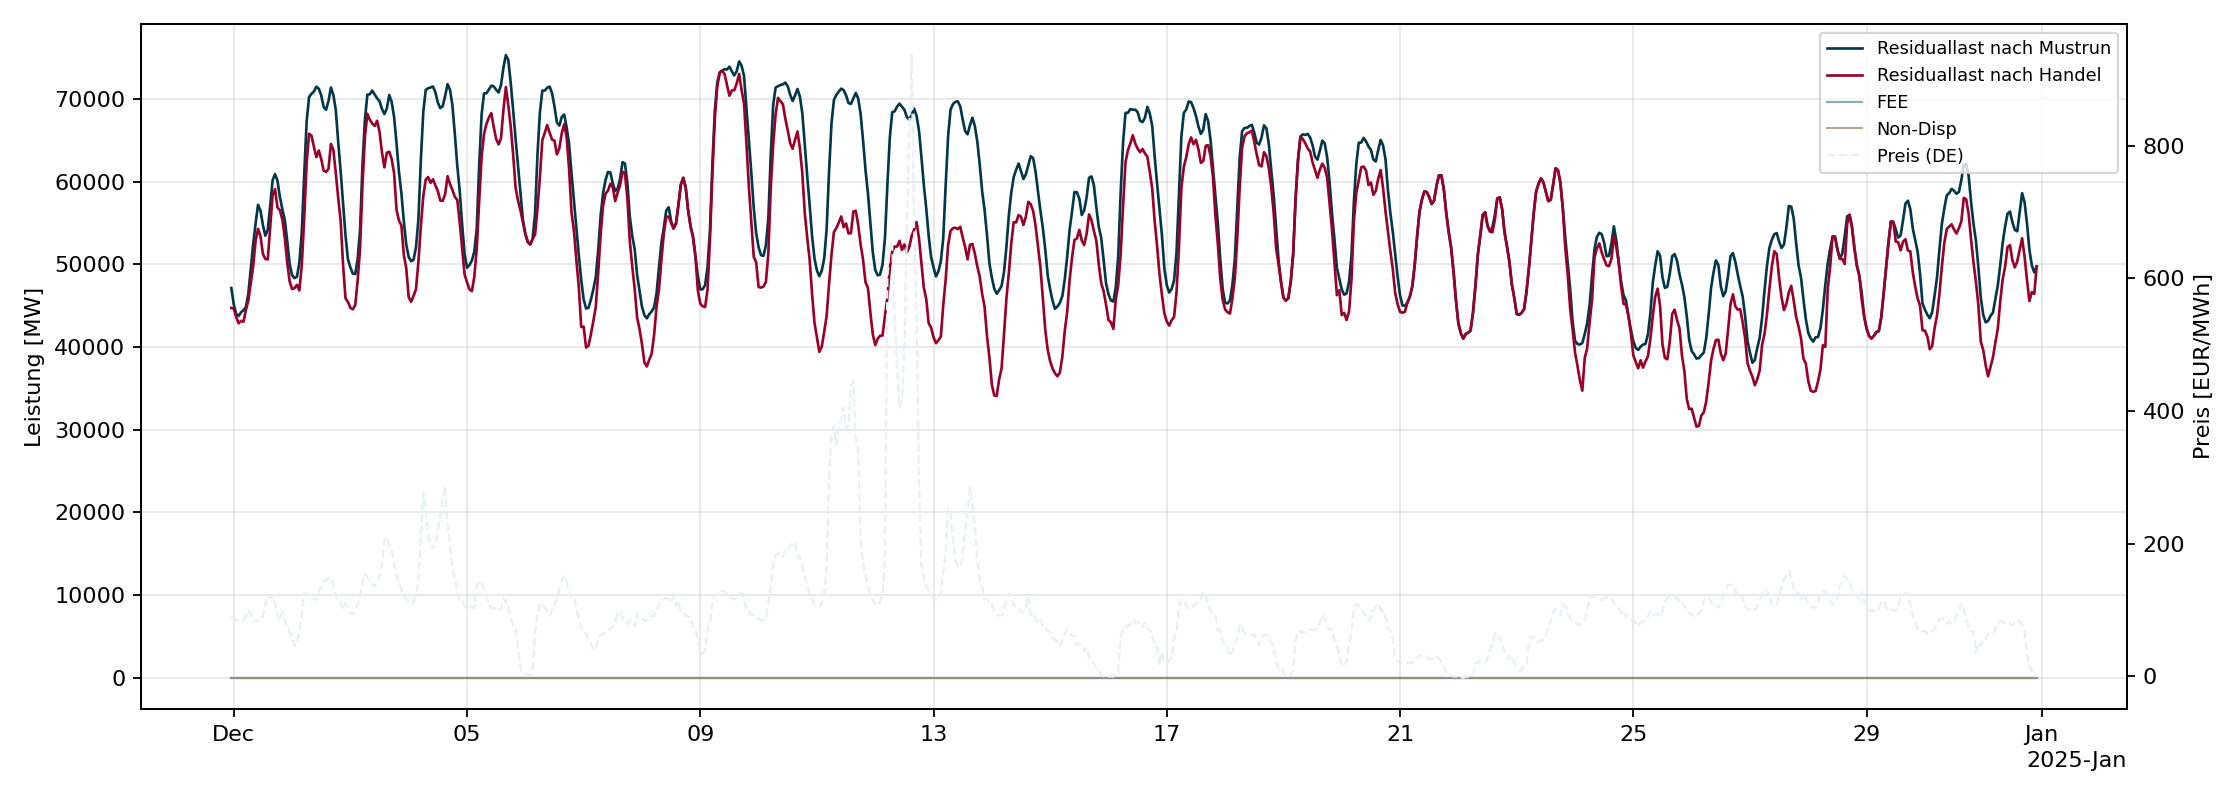 Residuallast nach Mustrun
Residuallast nach Handel
FEE
Non-Disp
Preis (DE)
Leistung [MW]
70000
60000
50000
40000
30000
20000
10000
0
Preis [EUR/MWh]
800
600
400
200
0
Dec 05 09 13 17 21 25 29 Jan
2025-Jan